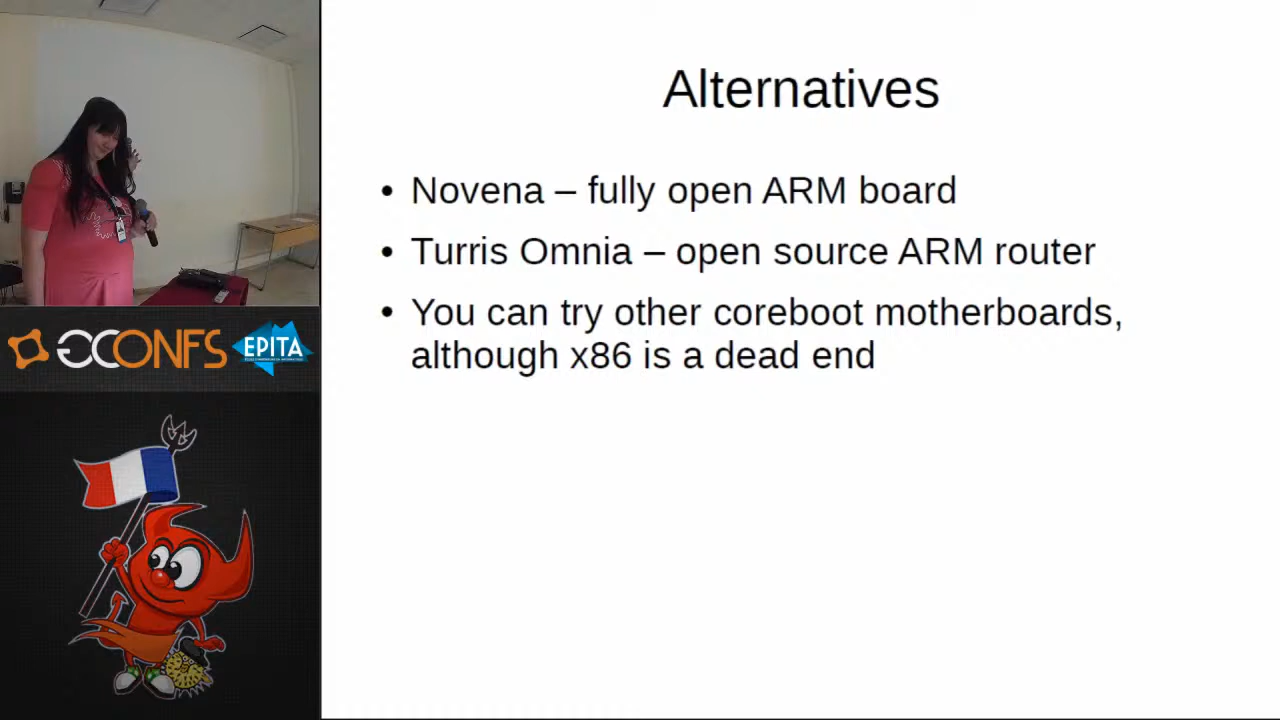 Alternatives
• Novena – fully open ARM board
• Turris Omnia – open source ARM router
• You can try other coreboot motherboards,
although x86 is a dead end
GCONFS
EPITA